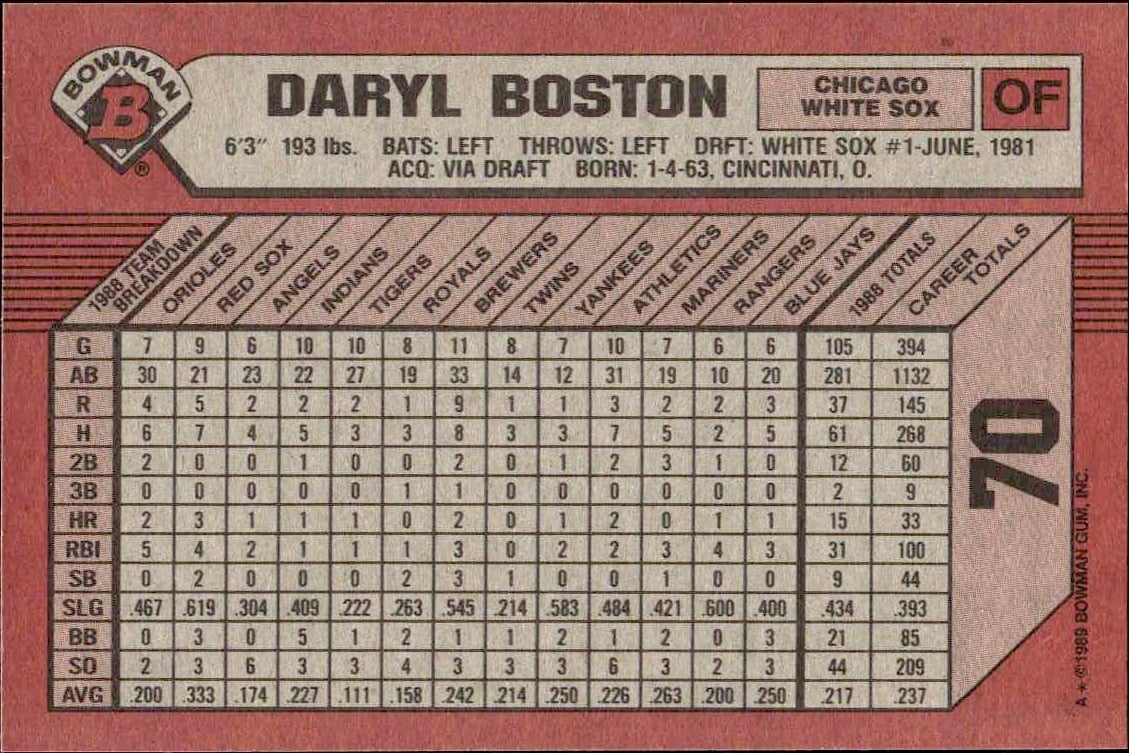 BOWMAN
B
®
DARYL BOSTON
CHICAGO
WHITE SOX
OF
6'3" 193 lbs. BATS: LEFT THROWS: LEFT DRFT: WHITE SOX #1-JUNE, 1981
ACQ: VIA DRAFT BORN: 1-4-63, CINCINNATI, O.
1988 TEAM BREAKDOWN ORIOLES RED SOX ANGELS INDIANS TIGERS ROYALS BREWERS TWINS YANKEES ATHLETICS MARINERS RANGERS BLUE JAYS 1988 TOTALS CAREER TOTALS
G 7 9 6 10 10 8 11 8 7 10 7 6 6 105 394
AB 30 21 23 22 27 19 33 14 12 31 19 10 20 281 1132
R 4 5 2 2 2 1 9 1 1 3 2 2 3 37 145
H 6 7 4 5 3 3 8 3 3 7 5 2 5 61 268
2B 2 0 0 1 0 0 2 0 1 2 3 1 0 12 60
3B 0 0 0 0 0 1 1 0 0 0 0 0 0 2 9
HR 2 3 1 1 1 0 2 0 1 2 0 1 1 15 33
RBI 5 4 2 1 1 1 3 0 2 2 3 4 3 31 100
SB 0 2 0 0 0 2 3 1 0 0 1 0 0 9 44
SLG .467 .619 .304 .409 .222 .263 .545 .214 .583 .484 .421 .600 .400 .434 .393
BB 0 3 0 5 1 2 1 1 2 1 2 0 3 21 85
SO 2 3 6 3 3 4 3 3 3 6 3 2 3 44 209
AVG .200 .333 .174 .227 .111 .158 .242 .214 .250 .226 .263 .200 .250 .217 .237
70
A * ©1989 BOWMAN GUM, INC.